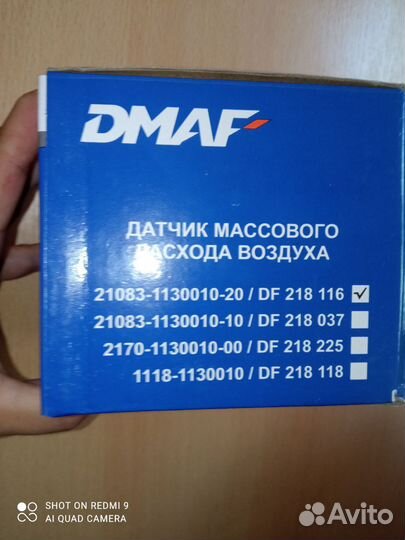 DMAF
ДАТЧИК МАССОВОГО
РАСХОДА ВОЗДУХА
21083-1130010-20 / DF 218 116
21083-1130010-10 / DF 218 037
2170-1130010-00 / DF 218 225
1118-1130010 / DF 218 118
SHOT ON REDMI 9
AI QUAD CAMERA
Avito